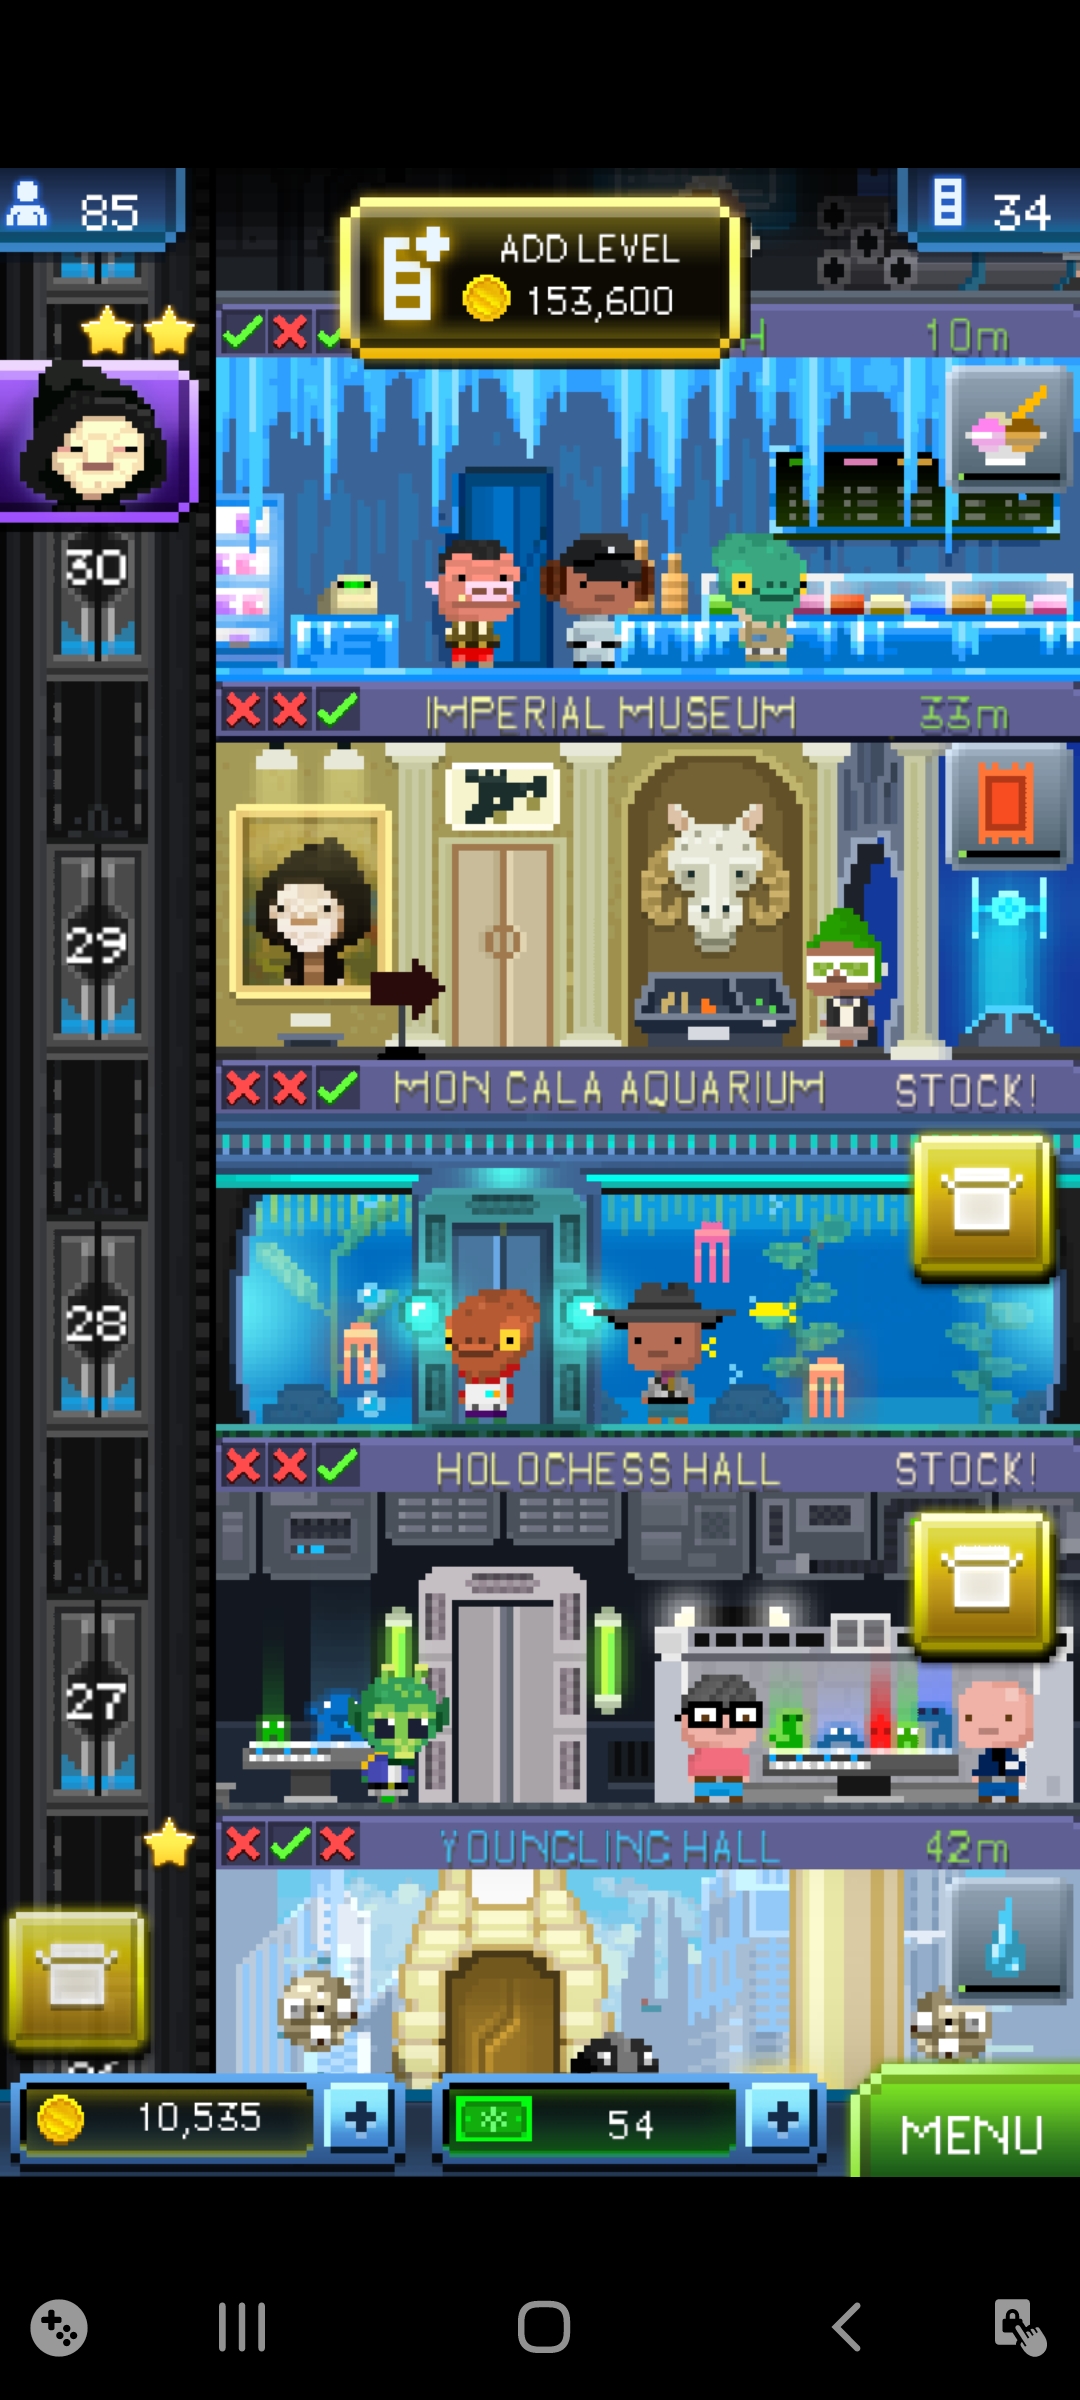 85
ADD LEVEL
153,600
34
10m
30
IMPERIAL MUSEUM
33m
29
MON CALA AQUARIUM
STOCK!
28
HOLOCHESS HALL
STOCK!
27
YOUNGLING HALL
42m
10,535
54
MENU